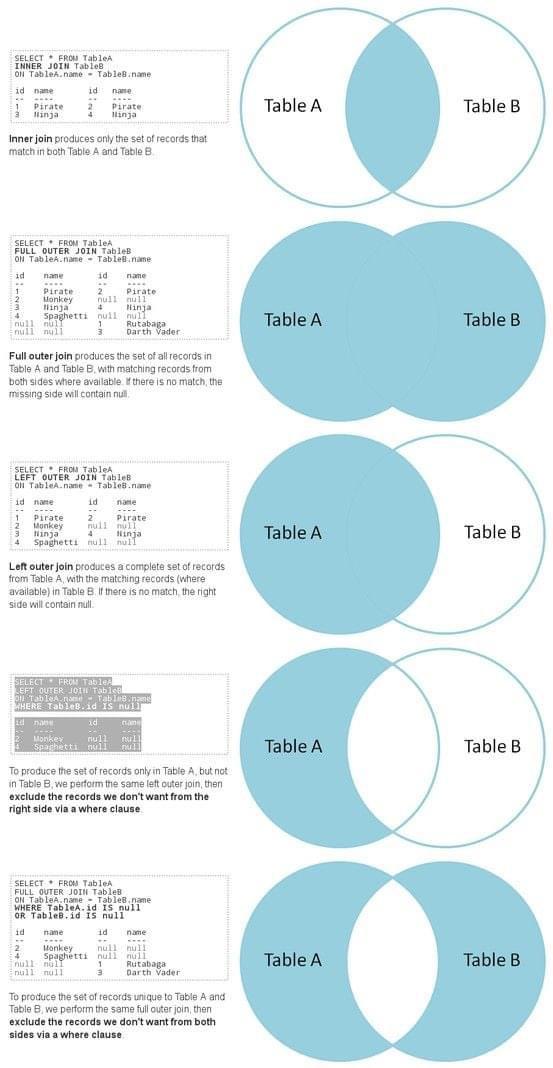 SELECT * FROM TableA
INNER JOIN TableB
ON TableA.name = TableB.name
id name id name
-- ---- -- ----
1 Pirate 2 Pirate
3 Ninja 4 Ninja
Inner join produces only the set of records that
match in both Table A and Table B.
Table A
Table B
SELECT * FROM TableA
FULL OUTER JOIN TableB
ON TableA.name = TableB.name
id name id name
-- ---- -- ----
1 Pirate 2 Pirate
2 Monkey null null
3 Ninja 4 Ninja
4 Spaghetti null null
null null 1 Rutabaga
null null 3 Darth Vader
Full outer join produces the set of all records in
Table A and Table B, with matching records from
both sides where available. If there is no match, the
missing side will contain null.
Table A
Table B
SELECT * FROM TableA
LEFT OUTER JOIN TableB
ON TableA.name = TableB.name
id name id name
-- ---- -- ----
1 Pirate 2 Pirate
2 Monkey null null
3 Ninja 4 Ninja
4 Spaghetti null null
Left outer join produces a complete set of records
from Table A, with the matching records (where
available) in Table B. If there is no match, the right
side will contain null.
Table A
Table B
SELECT * FROM TableA
LEFT OUTER JOIN TableB
ON TableA.name = TableB.name
WHERE TableB.id IS null
id name id name
-- ---- -- ----
2 Monkey null null
4 Spaghetti null null
To produce the set of records only in Table A, but not
in Table B, we perform the same left outer join, then
exclude the records we don't want from the
right side via a where clause.
Table A
Table B
SELECT * FROM TableA
FULL OUTER JOIN TableB
ON TableA.name = TableB.name
WHERE TableA.id IS null
OR TableB.id IS null
id name id name
-- ---- -- ----
2 Monkey null null
4 Spaghetti null null
null null 1 Rutabaga
null null 3 Darth Vader
To produce the set of records unique to Table A and
Table B, we perform the same full outer join, then
exclude the records we don't want from both
sides via a where clause.
Table A
Table B